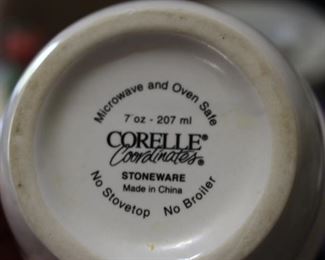 Microwave and Oven Safe
7 oz - 207 ml
CORELLE®
Coordinates®
STONEWARE
Made in China
No Stovetop No Broiler